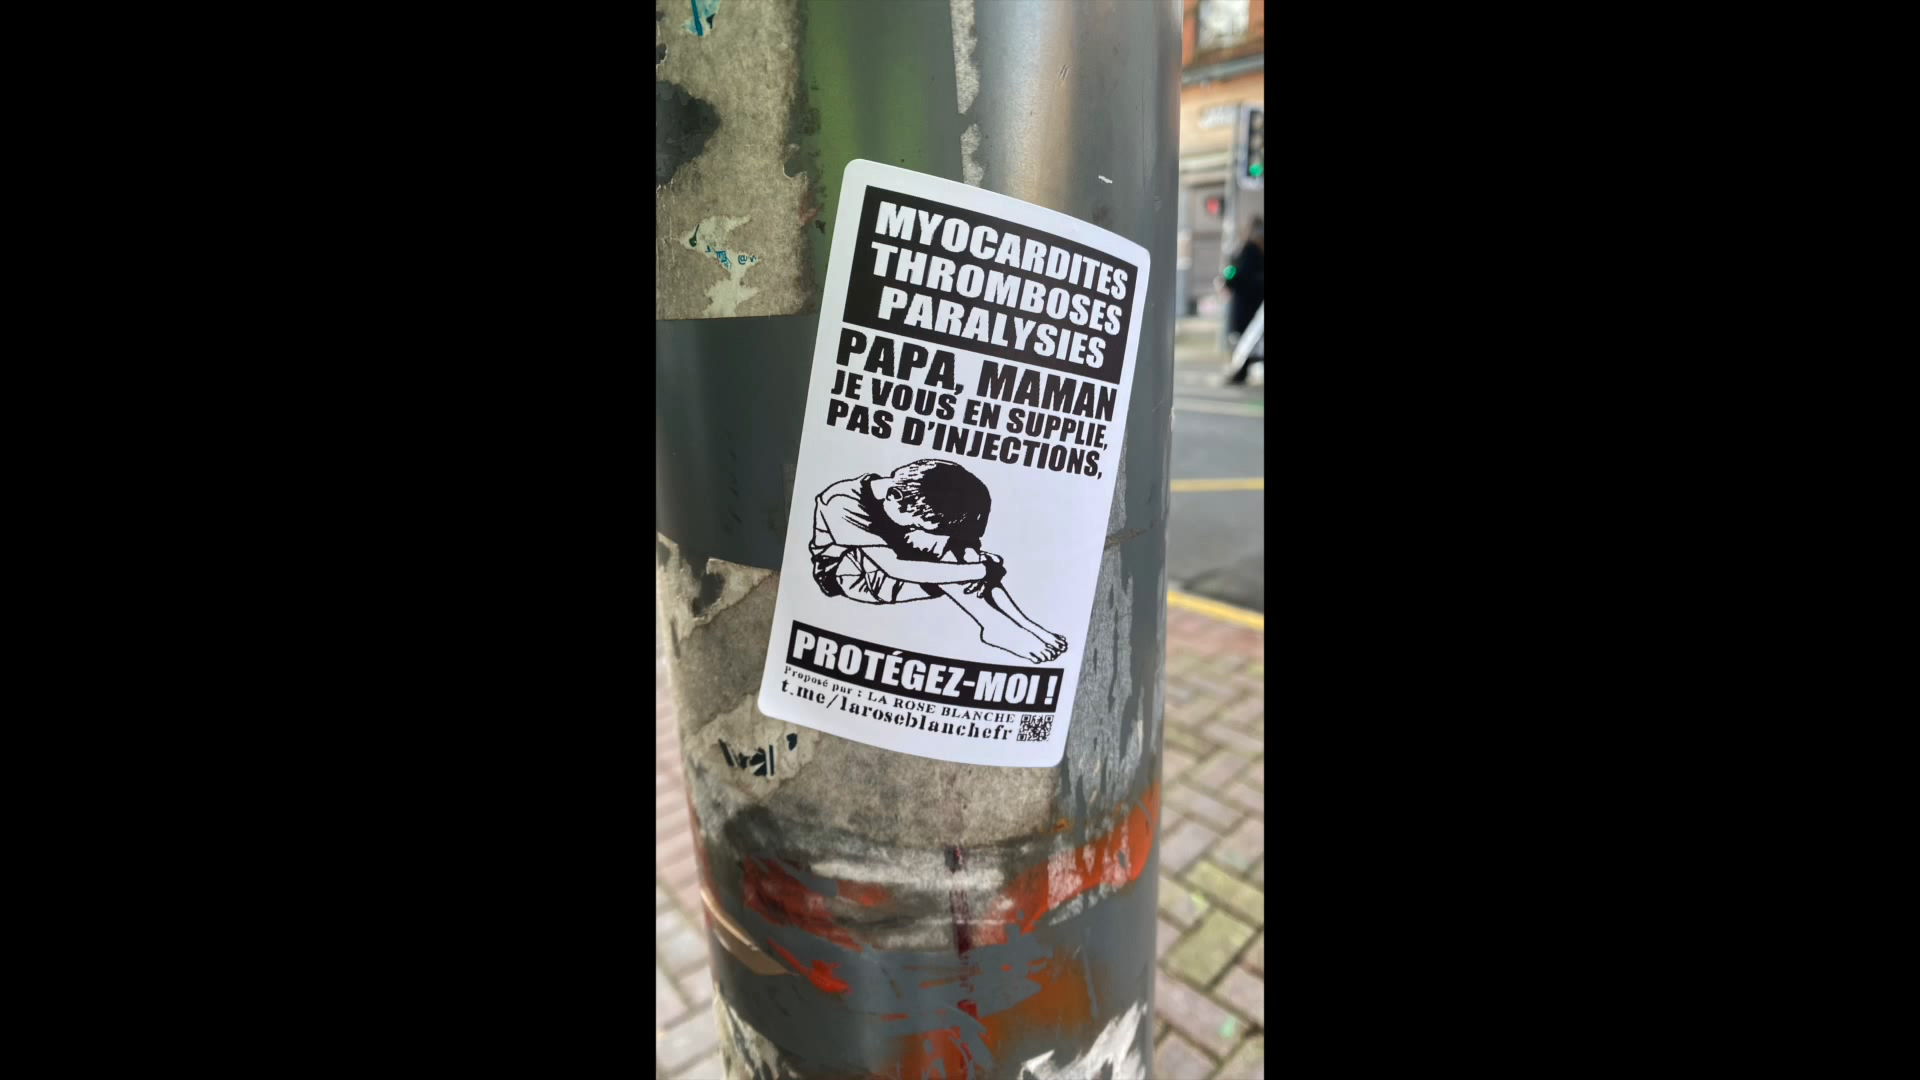 MYOCARDITES
THROMBOSES
PARALYSIES
PAPA, MAMAN
JE VOUS EN SUPPLIE,
PAS D'INJECTIONS,
PROTÉGEZ-MOI !
Proposé par : LA ROSE BLANCHE
t.me/laroseblanchefr